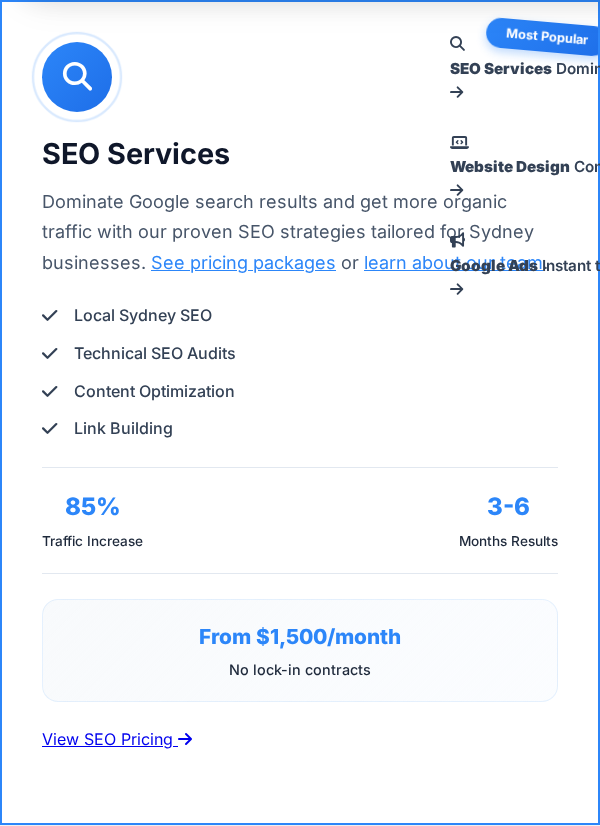 Most Popular
SEO Services Domin
Website Design Con
Google Ads Instant t
SEO Services
Dominate Google search results and get more organic
traffic with our proven SEO strategies tailored for Sydney
businesses. See pricing packages or learn about our team.
Local Sydney SEO
Technical SEO Audits
Content Optimization
Link Building
85%
Traffic Increase
3-6
Months Results
From $1,500/month
No lock-in contracts
View SEO Pricing →